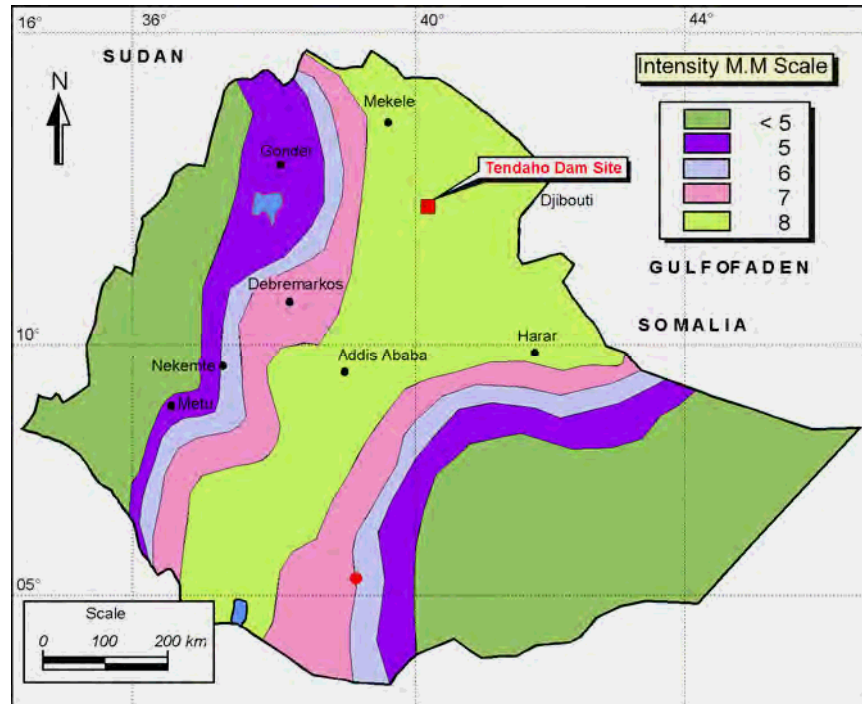 16°
36°
40°
44°
SUDAN
Intensity M.M Scale
N
Mekele
< 5
5
6
7
8
Gonder
Tendaho Dam Site
Djibouti
GULFOFADEN
Debremarkos
SOMALIA
10°
Harar
Addis Ababa
Nekemte
Metu
05°
Scale
0 100 200 km